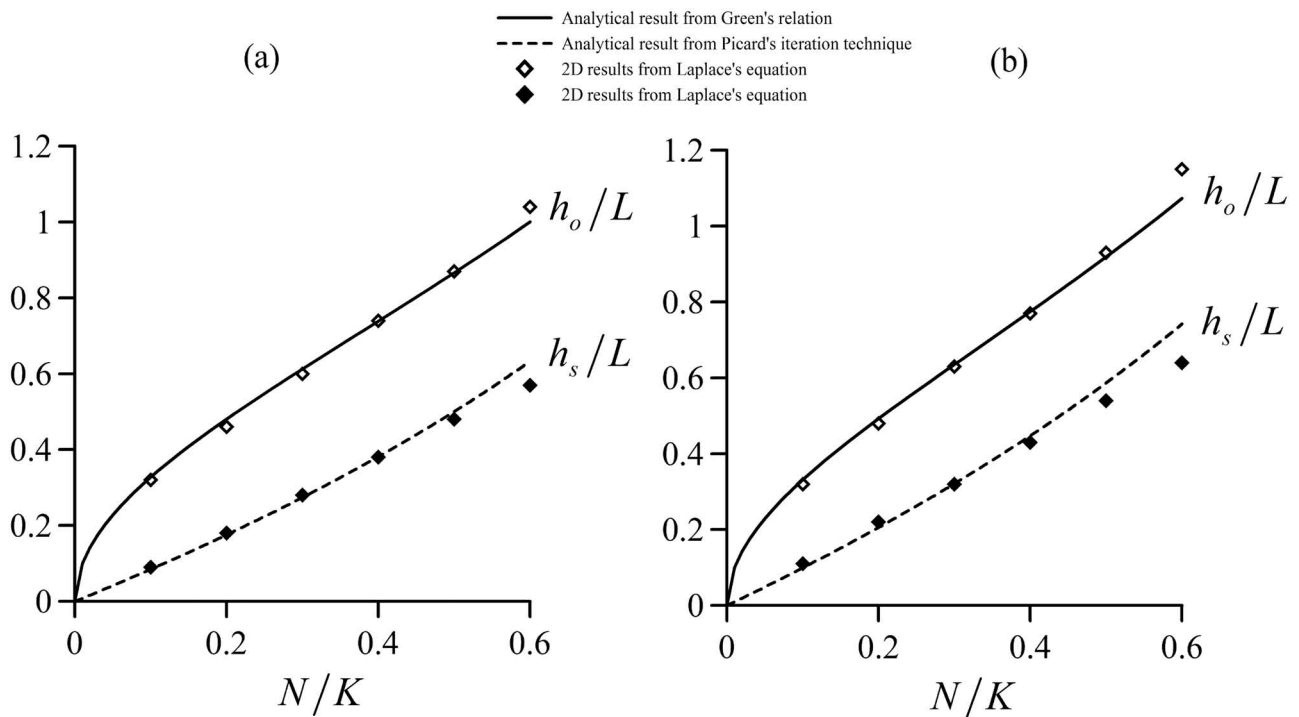 Analytical result from Green's relation
Analytical result from Picard's iteration technique
2D results from Laplace's equation
2D results from Laplace's equation
(a)
1.2
1
0.8
0.6
0.4
0.2
0
0
0.2
0.4
0.6
h_o/L
h_s/L
N/K
(b)
1.2
1
0.8
0.6
0.4
0.2
0
0
0.2
0.4
0.6
h_o/L
h_s/L
N/K